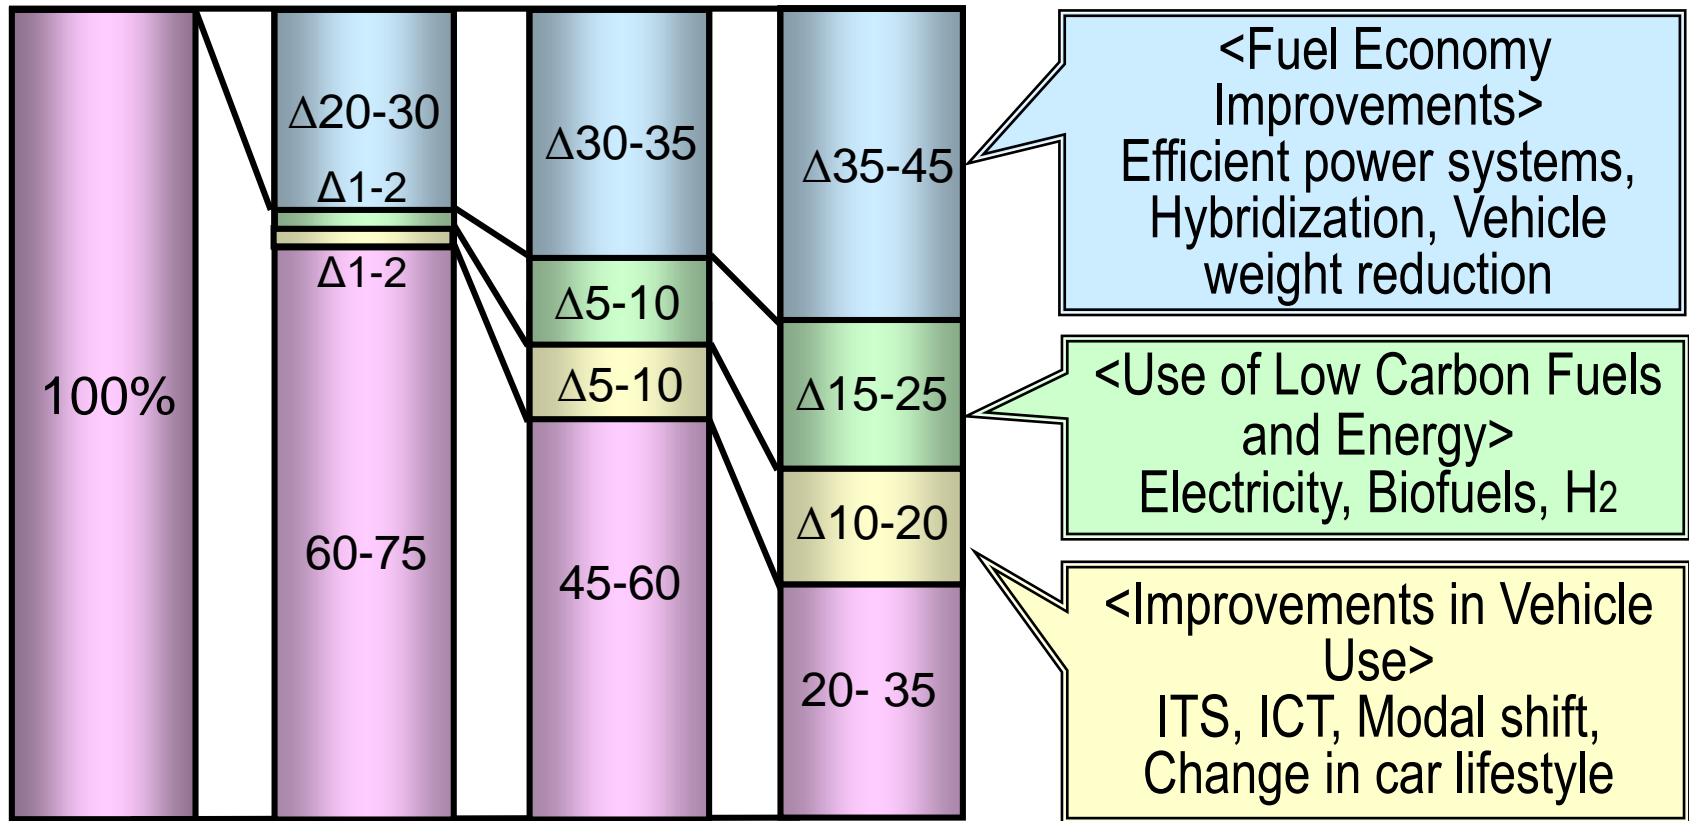 100%
Δ20-30
Δ1-2
Δ1-2
60-75
Δ30-35
Δ5-10
Δ5-10
45-60
Δ35-45
Δ15-25
Δ10-20
20- 35
<Fuel Economy
Improvements>
Efficient power systems,
Hybridization, Vehicle
weight reduction
<Use of Low Carbon Fuels
and Energy>
Electricity, Biofuels, H2
<Improvements in Vehicle
Use>
ITS, ICT, Modal shift,
Change in car lifestyle